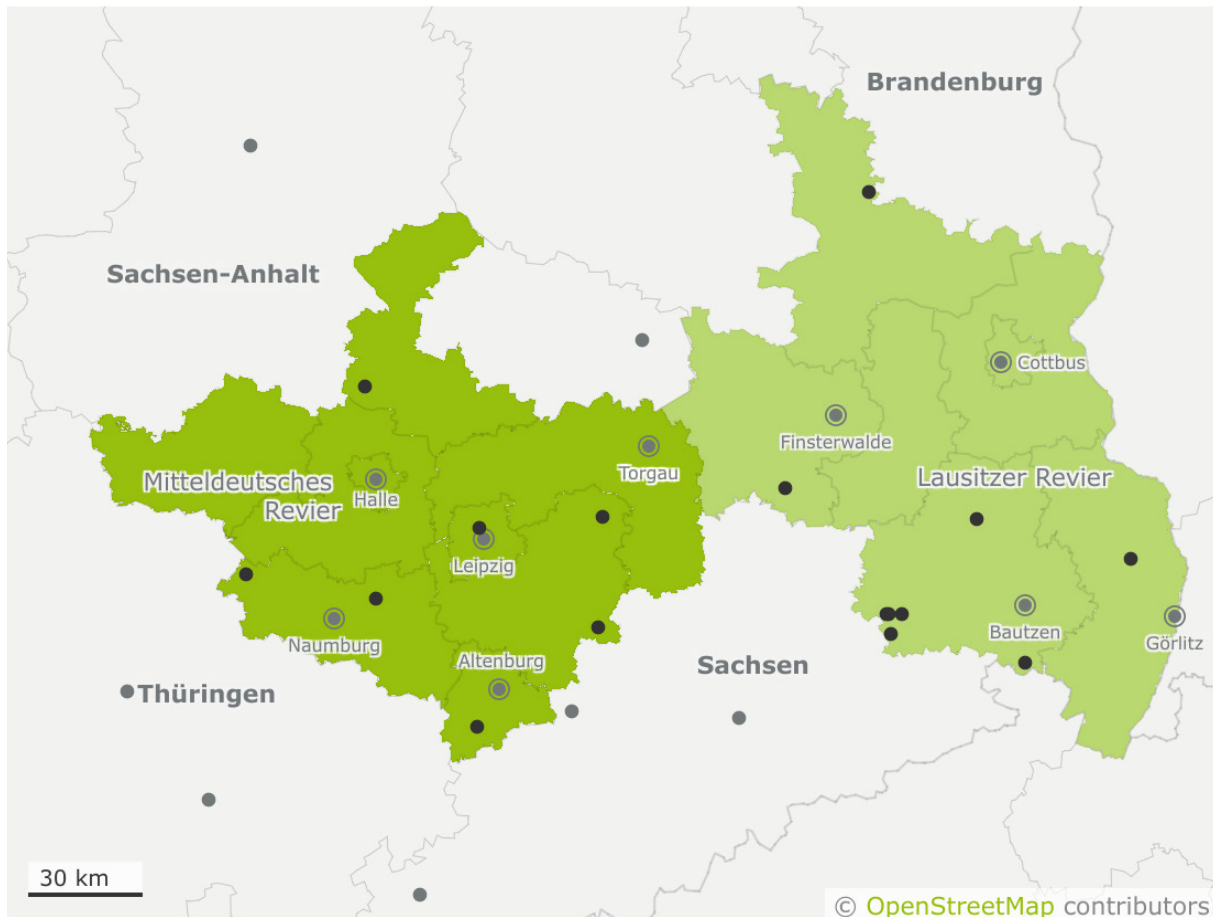 Brandenburg
Sachsen-Anhalt
Cottbus
Finsterwalde
Torgau
Mitteldeutsches
Revier
Halle
Lausitzer Revier
Leipzig
Naumburg
Bautzen
Görlitz
Altenburg
Sachsen
Thüringen
30 km
© OpenStreetMap contributors